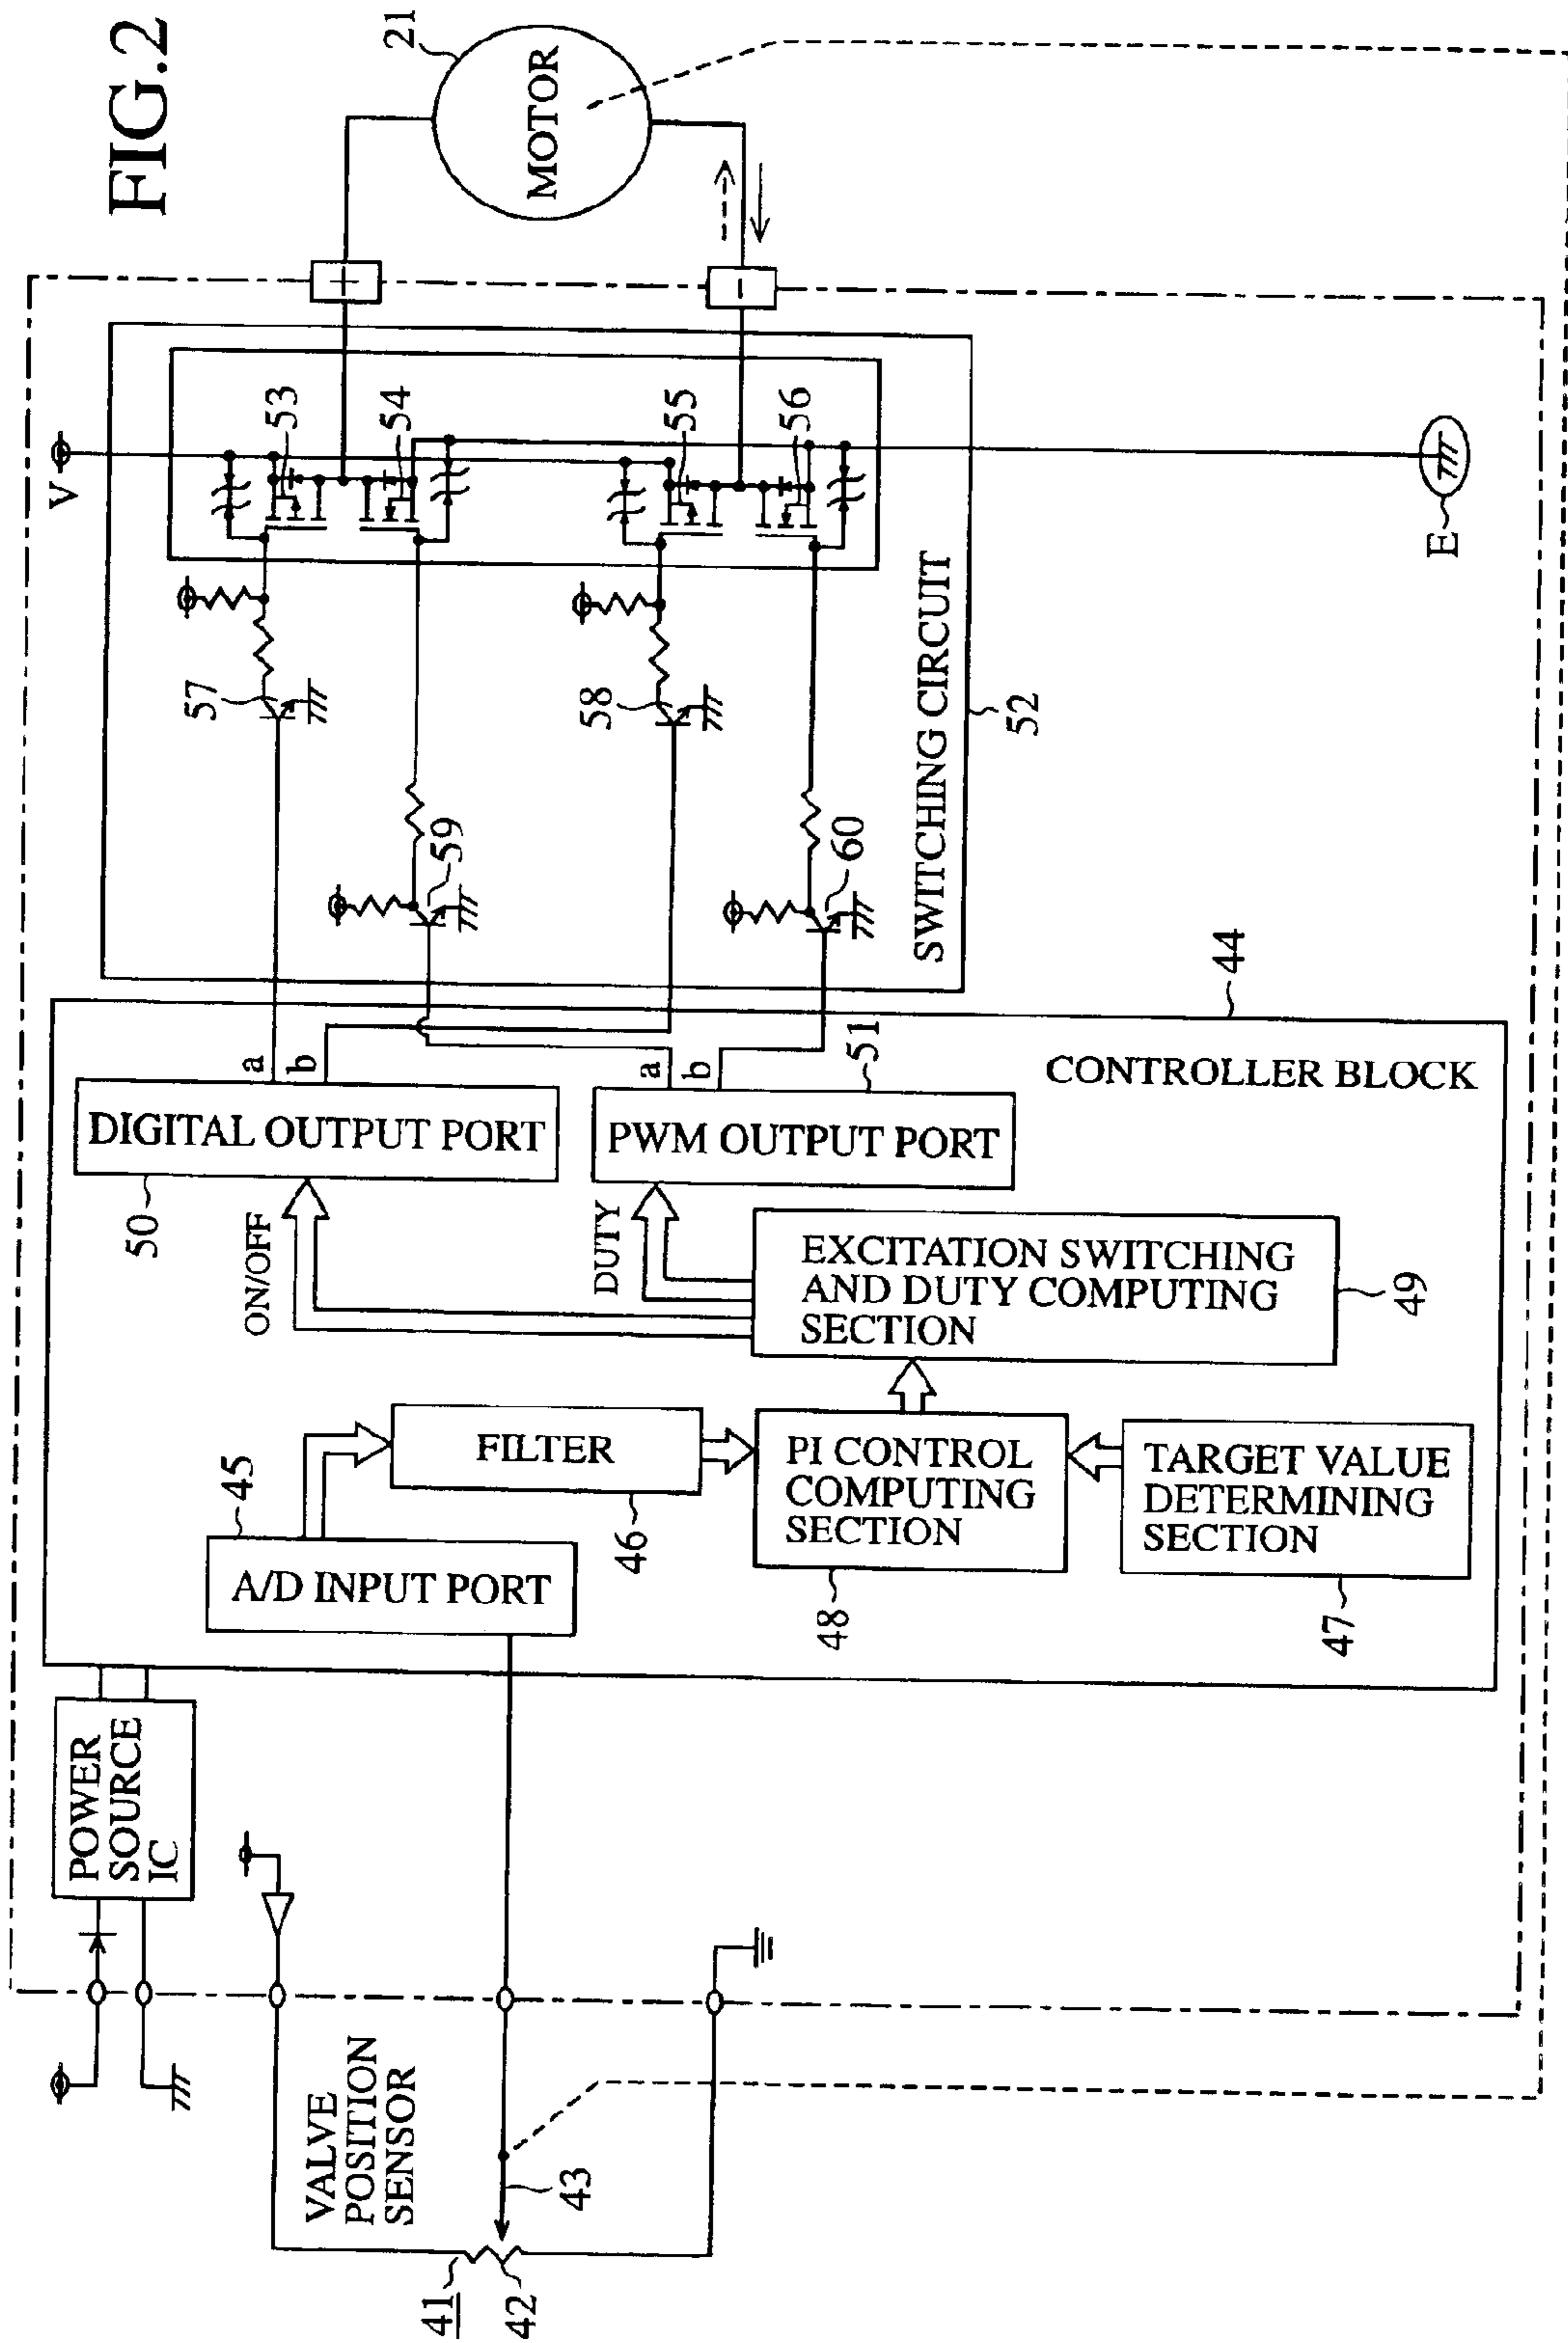 FIG.2
POWER
SOURCE
IC
VALVE
POSITION
SENSOR
41
42
43
A/D INPUT PORT
45
FILTER
46
PI CONTROL
COMPUTING
SECTION
48
TARGET VALUE
DETERMINING
SECTION
47
EXCITATION SWITCHING
AND DUTY COMPUTING
SECTION
49
ON/OFF
DUTY
DIGITAL OUTPUT PORT
50
a
b
PWM OUTPUT PORT
51
a
b
CONTROLLER BLOCK
44
SWITCHING CIRCUIT
52
57
59
58
60
53
54
55
56
V
E
+
-
MOTOR
21